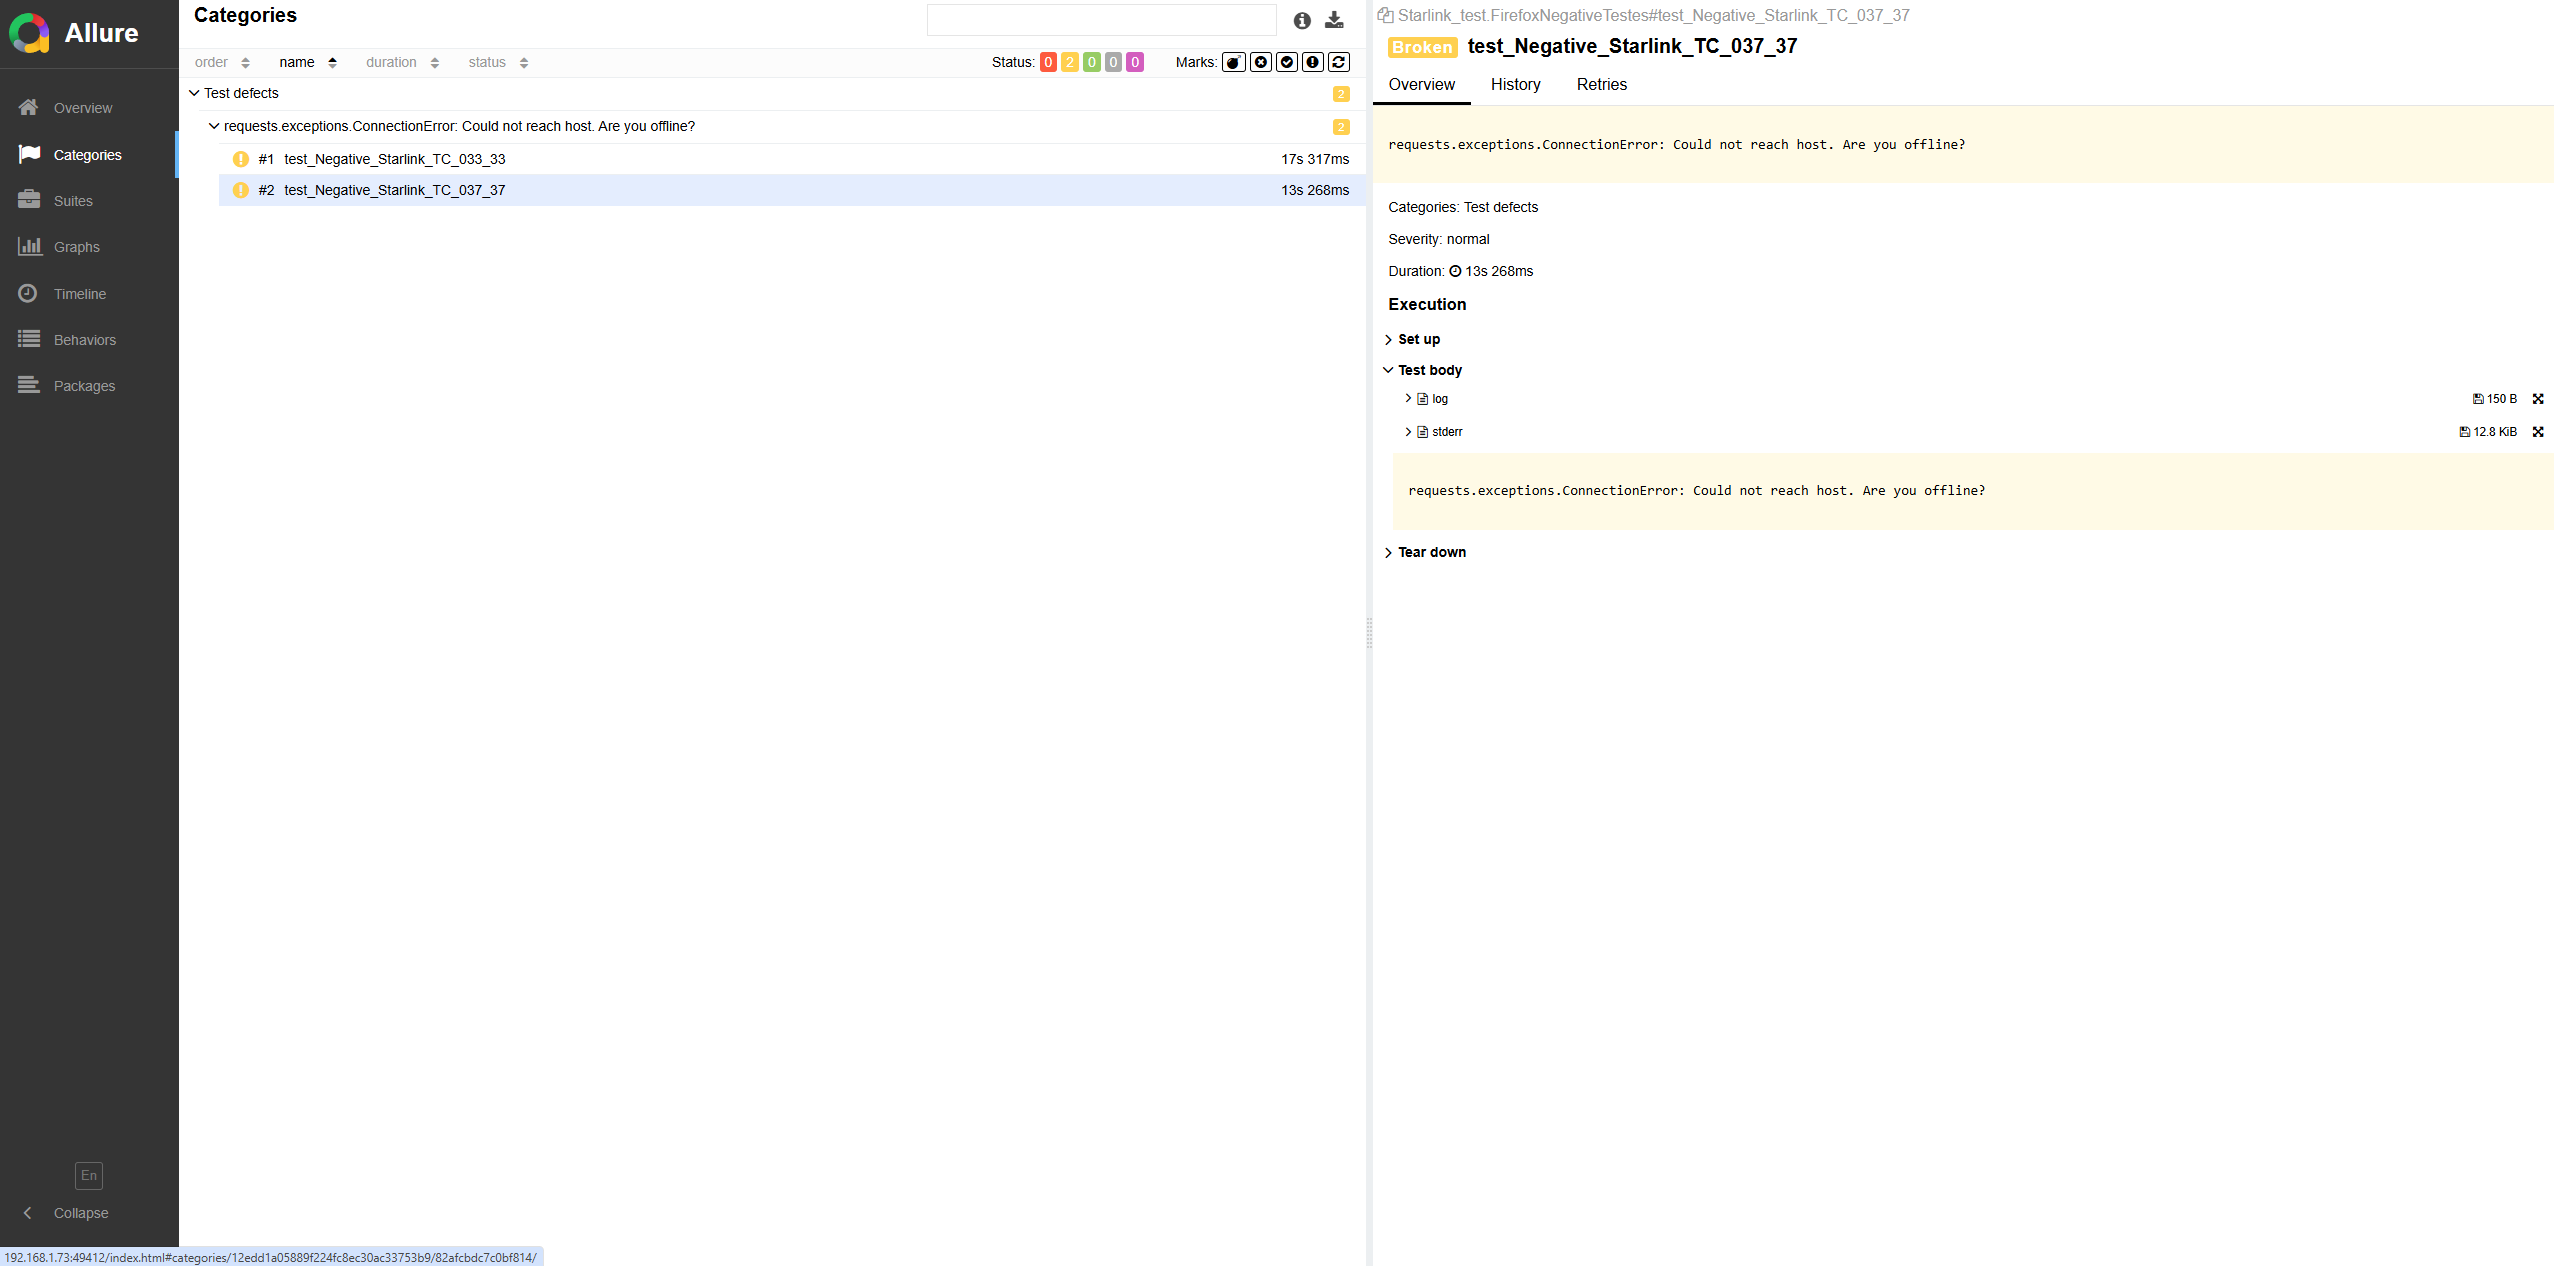 Allure
Overview
Categories
Suites
Graphs
Timeline
Behaviors
Packages
En
Collapse
Categories
order name duration status Status: 0 2 0 0 0 Marks:
Test defects 2
requests.exceptions.ConnectionError: Could not reach host. Are you offline? 2
#1 test_Negative_Starlink_TC_033_33 17s 317ms
#2 test_Negative_Starlink_TC_037_37 13s 268ms
Starlink_test.FirefoxNegativeTestes#test_Negative_Starlink_TC_037_37
Broken test_Negative_Starlink_TC_037_37
Overview History Retries
requests.exceptions.ConnectionError: Could not reach host. Are you offline?
Categories: Test defects
Severity: normal
Duration: 13s 268ms
Execution
Set up
Test body
log 150 B
stderr 12.8 KiB
requests.exceptions.ConnectionError: Could not reach host. Are you offline?
Tear down
192.168.1.73:49412/index.html#categories/12edd1a05889f224fc8ec30ac33753b9/82afcbdc7c0bf814/